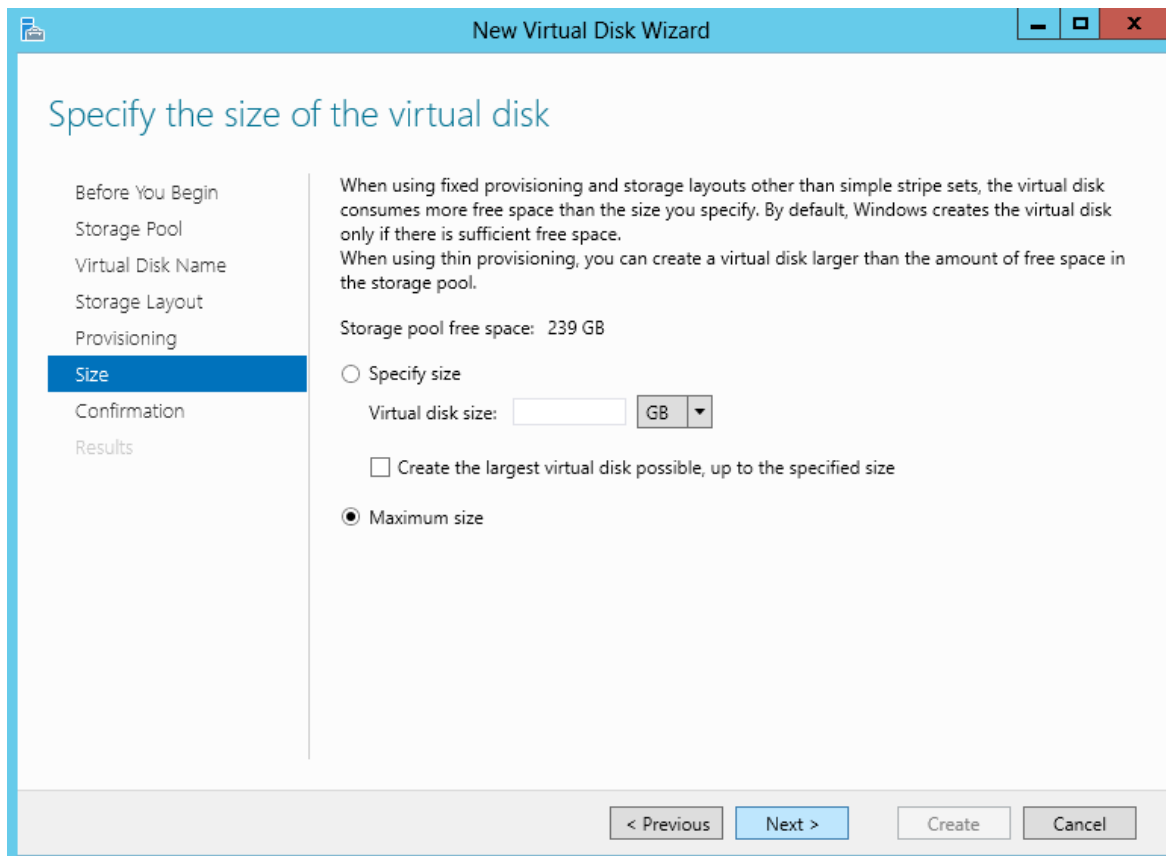 New Virtual Disk Wizard
Specify the size of the virtual disk
Before You Begin
Storage Pool
Virtual Disk Name
Storage Layout
Provisioning
Size
Confirmation
Results
When using fixed provisioning and storage layouts other than simple stripe sets, the virtual disk
consumes more free space than the size you specify. By default, Windows creates the virtual disk
only if there is sufficient free space.
When using thin provisioning, you can create a virtual disk larger than the amount of free space in
the storage pool.
Storage pool free space: 239 GB
Specify size
Virtual disk size: GB
Create the largest virtual disk possible, up to the specified size
Maximum size
< Previous Next > Create Cancel